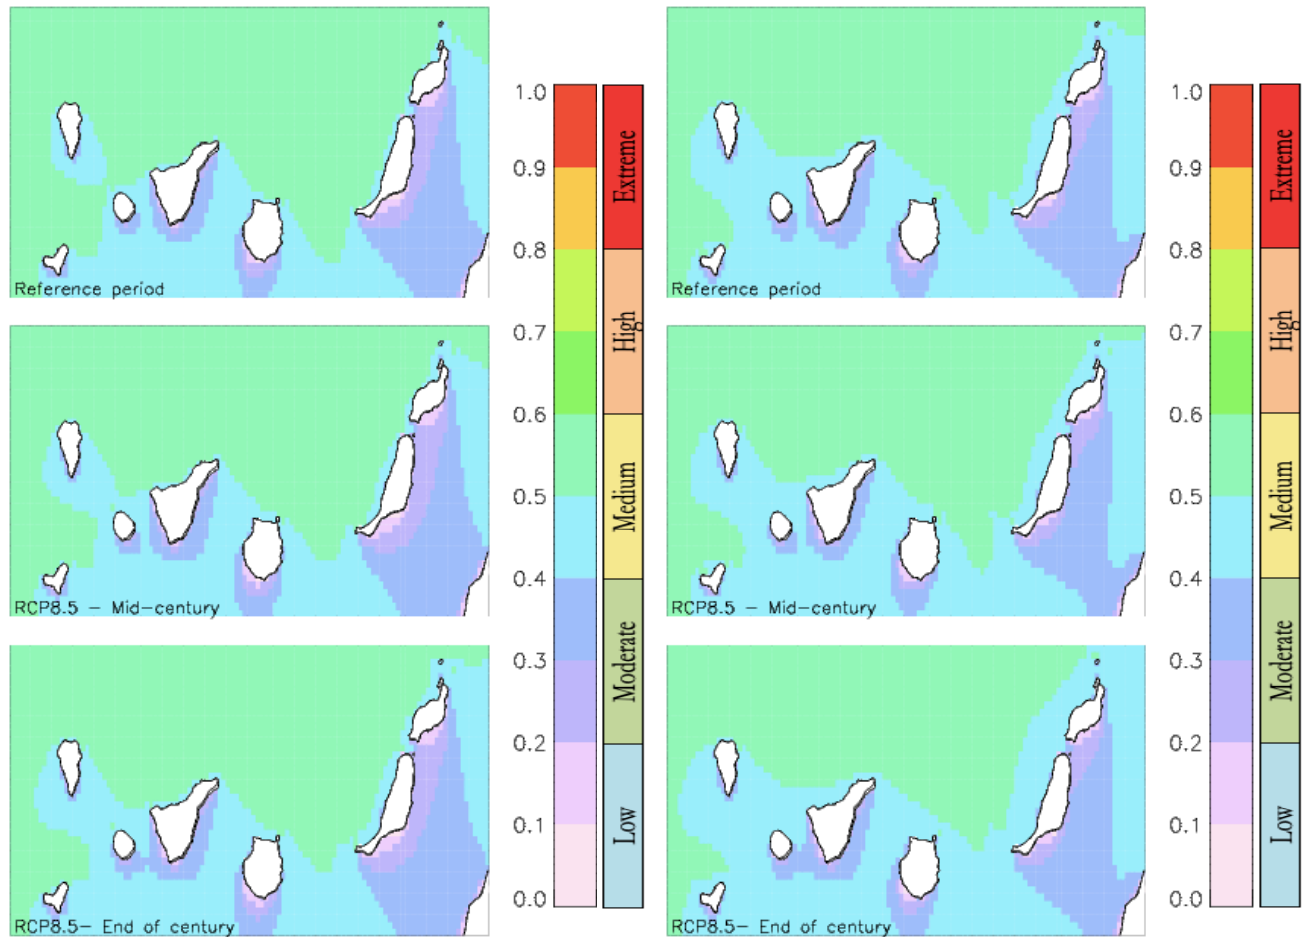 Reference period
RCP8.5 – Mid-century
RCP8.5– End of century
1.0
0.9
0.8
0.7
0.6
0.5
0.4
0.3
0.2
0.1
0.0
Extreme
High
Medium
Moderate
Low
Reference period
RCP8.5 – Mid-century
RCP8.5– End of century
1.0
0.9
0.8
0.7
0.6
0.5
0.4
0.3
0.2
0.1
0.0
Extreme
High
Medium
Moderate
Low